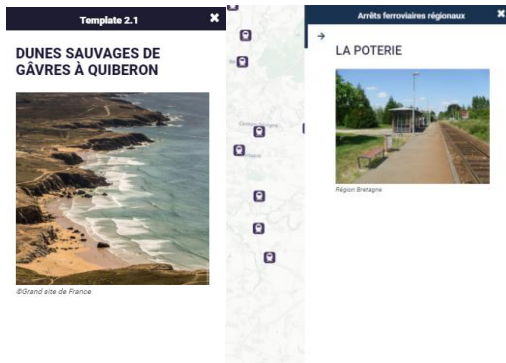 Template 2.1 ✖
DUNES SAUVAGES DE
GÂVRES À QUIBERON
©Grand site de France
Arrêts ferroviaires régionaux ✖
→
LA POTERIE
Région Bretagne